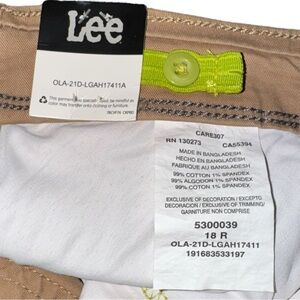 Lee
OLA-21D-LGAH17411A
CARE307
RN 130273 CA55394
MADE IN BANGLADESH
HECHO EN BANGLADESH
FABRIQUE AU BANGLADESH
99% COTTON 1% SPANDEX
99% ALGODON 1% SPANDEX
99% COTON 1% SPANDEX
EXCLUSIVE OF DECORATION / EXCEPTO
DECORACION / EXCLUSIVE OF TRIMMING/
GARNITURE NON COMPRISE
5300039
18 R
OLA-21D-LGAH17411
191683533197